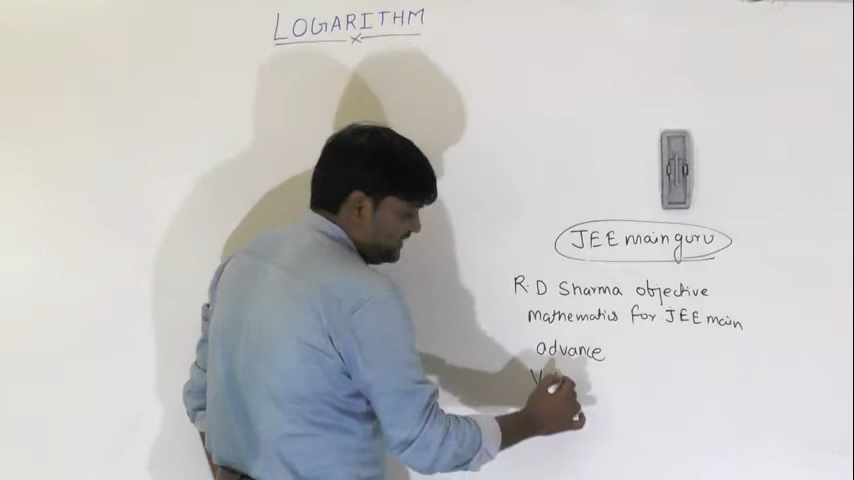 LOGARITHM
JEE main guru
R.D Sharma objective
mathematics for JEE main
advance